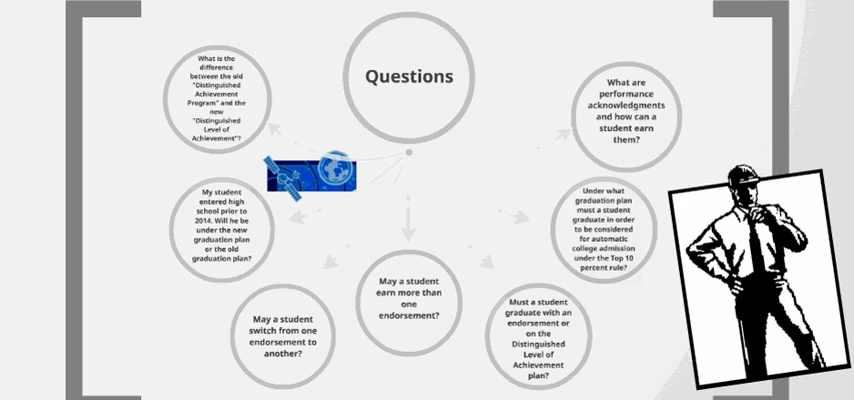 Questions
What is the
difference
between the old
"Distinguished
Achievement
Program" and the
new
"Distinguished
Level of
Achievement"?
My student
entered high
school prior to
2014. Will he be
under the new
graduation plan
or the old
graduation plan?
May a student
switch from one
endorsement to
another?
May a student
earn more than
one
endorsement?
Must a student
graduate with an
endorsement or
on the
Distinguished
Level of
Achievement
plan?
Under what
graduation plan
must a student
graduate in order
to be considered
for automatic
college admission
under the Top 10
percent rule?
What are
performance
acknowledgments
and how can a
student earn
them?